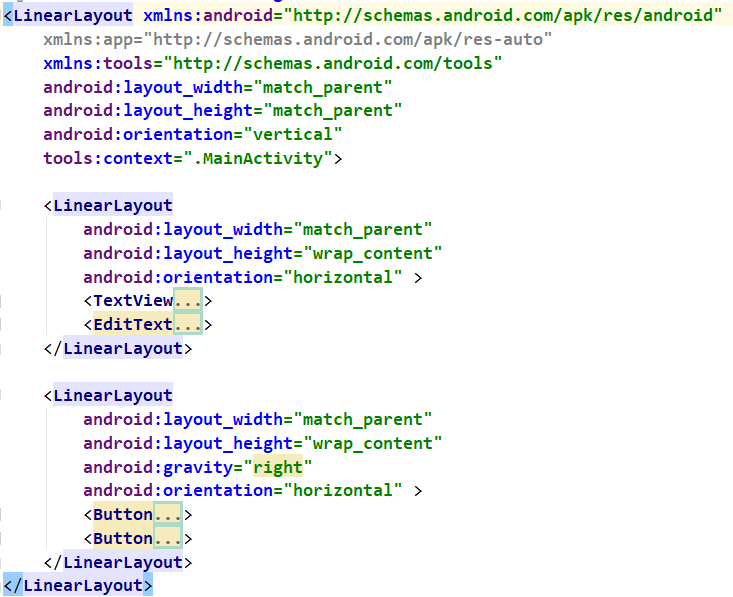 <LinearLayout xmlns:android="http://schemas.android.com/apk/res/android"
    xmlns:app="http://schemas.android.com/apk/res-auto"
    xmlns:tools="http://schemas.android.com/tools"
    android:layout_width="match_parent"
    android:layout_height="match_parent"
    android:orientation="vertical"
    tools:context=".MainActivity">

    <LinearLayout
        android:layout_width="match_parent"
        android:layout_height="wrap_content"
        android:orientation="horizontal" >
        <TextView...>
        <EditText...>
    </LinearLayout>

    <LinearLayout
        android:layout_width="match_parent"
        android:layout_height="wrap_content"
        android:gravity="right"
        android:orientation="horizontal" >
        <Button...>
        <Button...>
    </LinearLayout>
</LinearLayout>